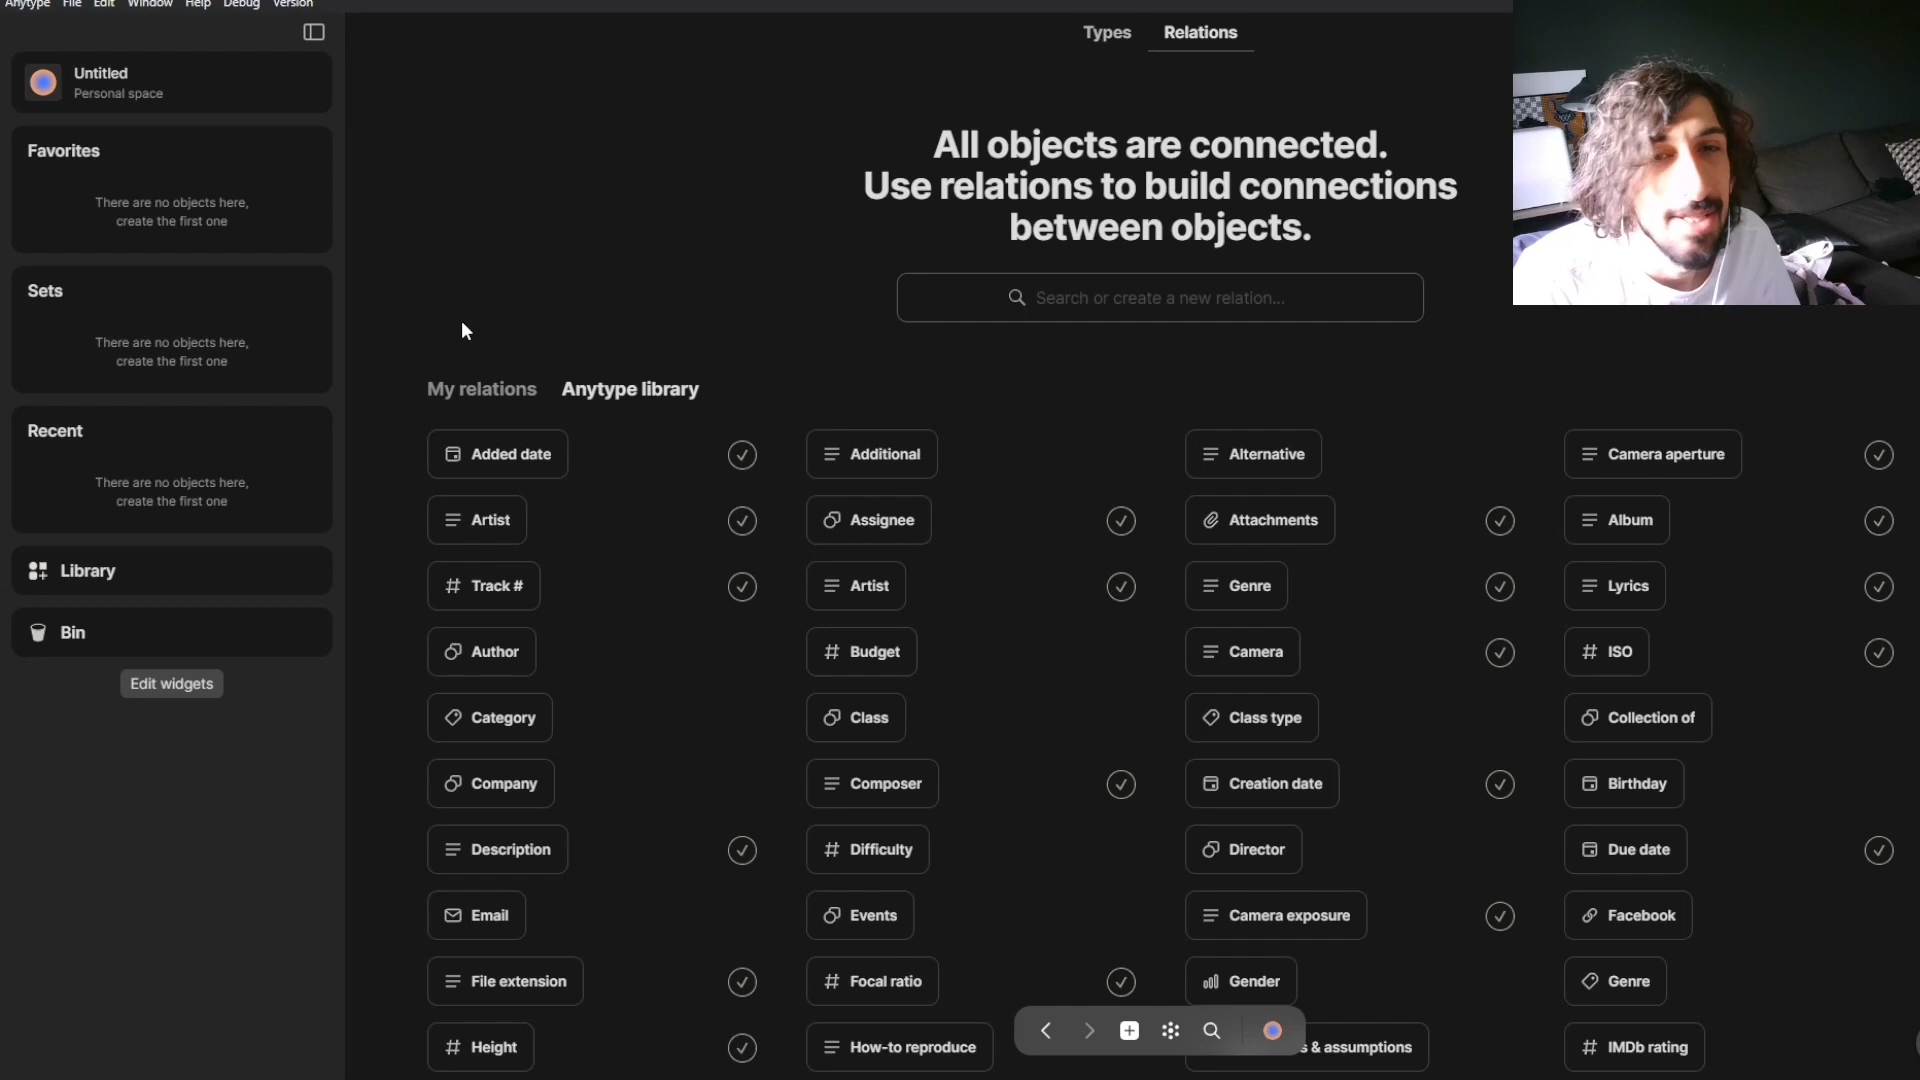 Anytype File Edit Window Help Debug Version
Types Relations
Untitled
Personal space
Favorites
There are no objects here,
create the first one
Sets
There are no objects here,
create the first one
Recent
There are no objects here,
create the first one
Library
Bin
Edit widgets
All objects are connected.
Use relations to build connections
between objects.
Search or create a new relation...
My relations Anytype library
Added date Additional Alternative Camera aperture
Artist Assignee Attachments Album
Track # Artist Genre Lyrics
Author Budget Camera ISO
Category Class Class type Collection of
Company Composer Creation date Birthday
Description Difficulty Director Due date
Email Events Camera exposure Facebook
File extension Focal ratio Gender Genre
Height How-to reproduce & assumptions IMDb rating